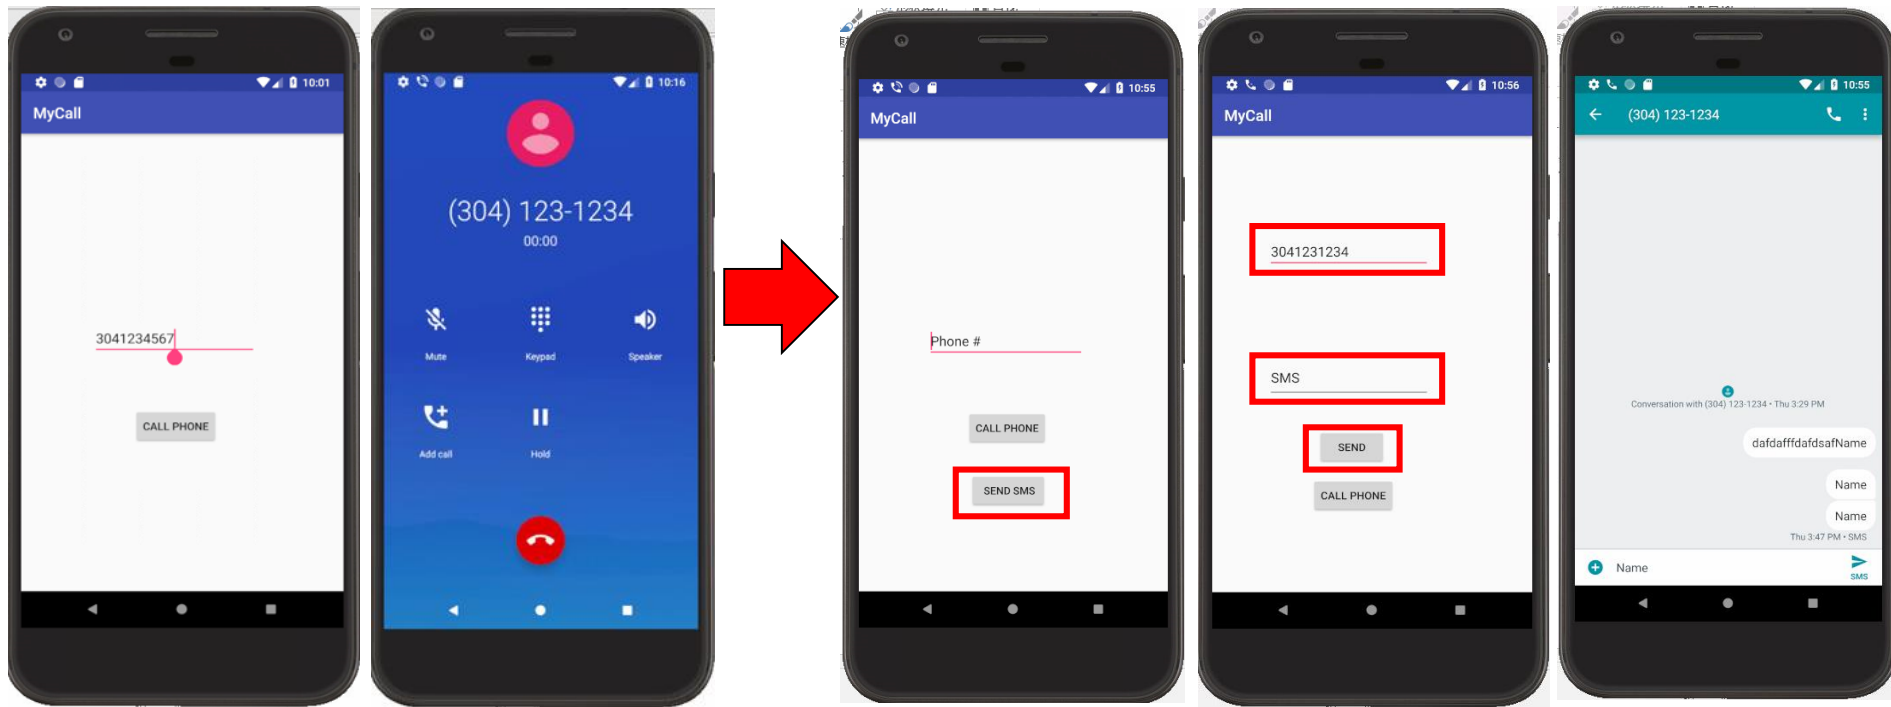 10:01
MyCall
3041234567
CALL PHONE
10:16
(304) 123-1234
00:00
Mute
Keypad
Speaker
Add call
Hold
10:55
MyCall
Phone #
CALL PHONE
SEND SMS
10:56
MyCall
3041231234
SMS
SEND
CALL PHONE
10:55
(304) 123-1234
Conversation with (304) 123-1234 • Thu 3:29 PM
dafdafffdafdsafName
Name
Name
Thu 3:47 PM • SMS
Name
SMS